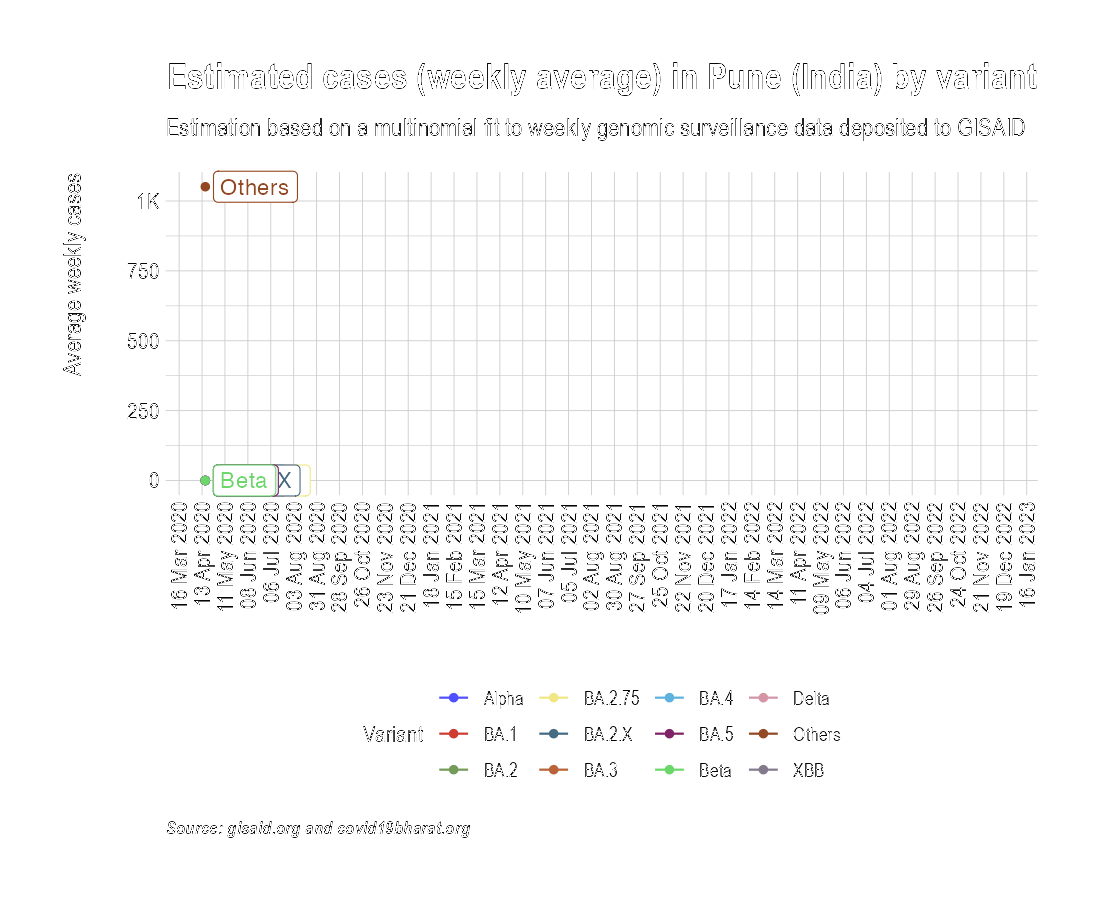 Estimated cases (weekly average) in Pune (India) by variant
Estimation based on a multinomial fit to weekly genomic surveillance data deposited to GISAID
Average weekly cases
1K
750
500
250
0
Others
Beta
X
16 Mar 2020
13 Apr 2020
11 May 2020
08 Jun 2020
06 Jul 2020
03 Aug 2020
31 Aug 2020
28 Sep 2020
26 Oct 2020
23 Nov 2020
21 Dec 2020
18 Jan 2021
15 Feb 2021
15 Mar 2021
12 Apr 2021
10 May 2021
07 Jun 2021
05 Jul 2021
02 Aug 2021
30 Aug 2021
27 Sep 2021
25 Oct 2021
22 Nov 2021
20 Dec 2021
17 Jan 2022
14 Feb 2022
14 Mar 2022
11 Apr 2022
09 May 2022
06 Jun 2022
04 Jul 2022
01 Aug 2022
29 Aug 2022
26 Sep 2022
24 Oct 2022
21 Nov 2022
19 Dec 2022
16 Jan 2023
Variant
Alpha
BA.1
BA.2
BA.2.75
BA.2.X
BA.3
BA.4
BA.5
Beta
Delta
Others
XBB
Source: gisaid.org and covid19bharat.org